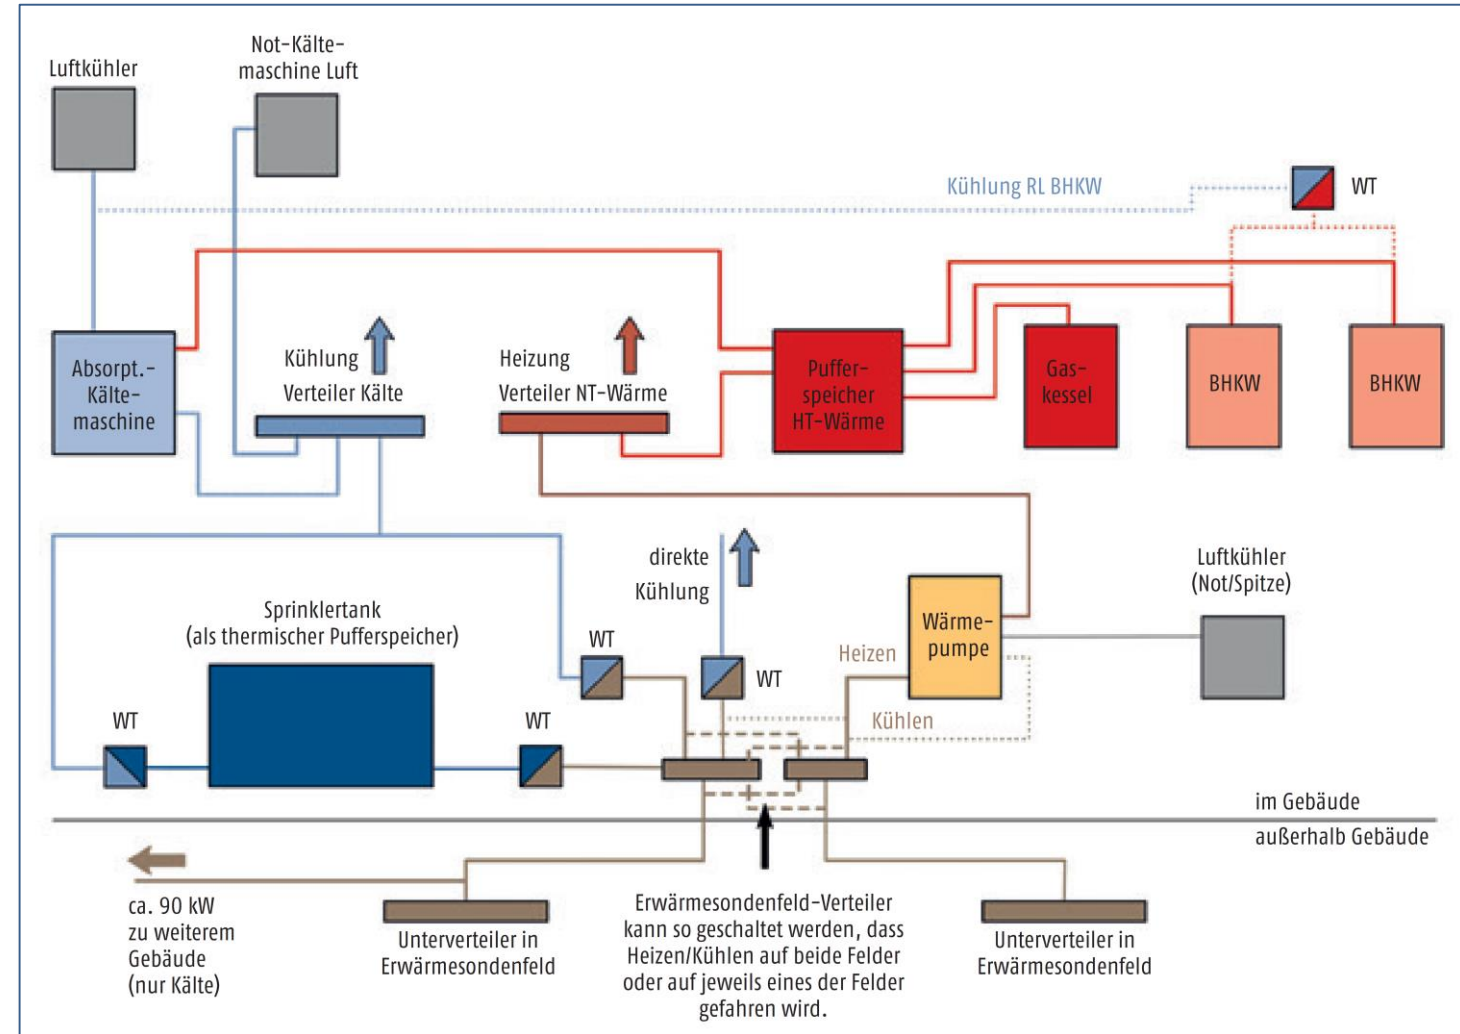 Luftkühler
Not-Kälte-
maschine Luft
Kühlung RL BHKW
WT
Absorpt.-
Kälte-
maschine
Kühlung
Verteiler Kälte
Heizung
Verteiler NT-Wärme
Puffer-
speicher
HT-Wärme
Gas-
kessel
BHKW
BHKW
direkte
Kühlung
Luftkühler
(Not/Spitze)
Sprinklertank
(als thermischer Pufferspeicher)
Wärme-
pumpe
WT
Heizen
WT
Kühlen
WT
WT
im Gebäude
außerhalb Gebäude
ca. 90 kW
zu weiterem
Gebäude
(nur Kälte)
Unterverteiler in
Erwärmesondenfeld
Erwärmesondenfeld-Verteiler
kann so geschaltet werden, dass
Heizen/Kühlen auf beide Felder
oder auf jeweils eines der Felder
gefahren wird.
Unterverteiler in
Erwärmesondenfeld